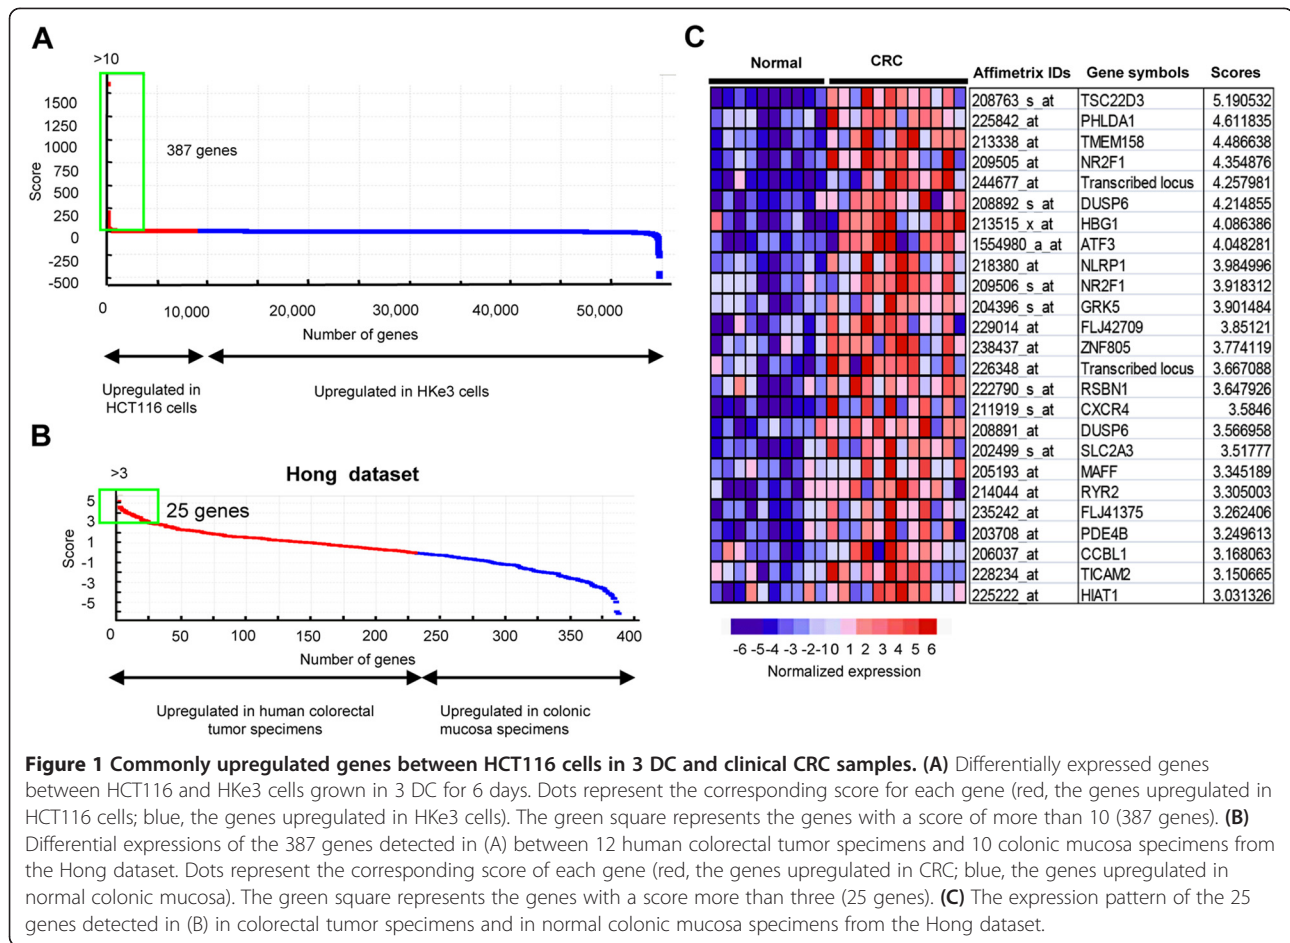 A
>10
1500
1250
1000
750
500
250
0
-250
-500
Score
387 genes
0 10,000 20,000 30,000 40,000 50,000
Number of genes
Upregulated in
HCT116 cells
Upregulated in HKe3 cells
B
Hong dataset
>3
5
3
1
-1
-3
-5
Score
25 genes
0 50 100 150 200 250 300 350 400
Number of genes
Upregulated in human colorectal
tumor specimens
Upregulated in colonic
mucosa specimens
C
Normal CRC
Affimetrix IDs Gene symbols Scores
208763_s_at TSC22D3 5.190532
225842_at PHLDA1 4.611835
213338_at TMEM158 4.486638
209505_at NR2F1 4.354876
244677_at Transcribed locus 4.257981
208892_s_at DUSP6 4.214855
213515_x_at HBG1 4.086386
1554980_a_at ATF3 4.048281
218380_at NLRP1 3.984996
209506_s_at NR2F1 3.918312
204396_s_at GRK5 3.901484
229014_at FLJ42709 3.85121
238437_at ZNF805 3.774119
226348_at Transcribed locus 3.667088
222790_s_at RSBN1 3.647926
211919_s_at CXCR4 3.5846
208891_at DUSP6 3.566958
202499_s_at SLC2A3 3.51777
205193_at MAFF 3.345189
214044_at RYR2 3.305003
235242_at FLJ41375 3.262406
203708_at PDE4B 3.249613
206037_at CCBL1 3.168063
228234_at TICAM2 3.150665
225222_at HIAT1 3.031326
-6 -5-4 -3 -2-1 0 1 2 3 4 5 6
Normalized expression
Figure 1 Commonly upregulated genes between HCT116 cells in 3 DC and clinical CRC samples. (A) Differentially expressed genes
between HCT116 and HKe3 cells grown in 3 DC for 6 days. Dots represent the corresponding score for each gene (red, the genes upregulated in
HCT116 cells; blue, the genes upregulated in HKe3 cells). The green square represents the genes with a score of more than 10 (387 genes). (B)
Differential expressions of the 387 genes detected in (A) between 12 human colorectal tumor specimens and 10 colonic mucosa specimens from
the Hong dataset. Dots represent the corresponding score of each gene (red, the genes upregulated in CRC; blue, the genes upregulated in
normal colonic mucosa). The green square represents the genes with a score more than three (25 genes). (C) The expression pattern of the 25
genes detected in (B) in colorectal tumor specimens and in normal colonic mucosa specimens from the Hong dataset.